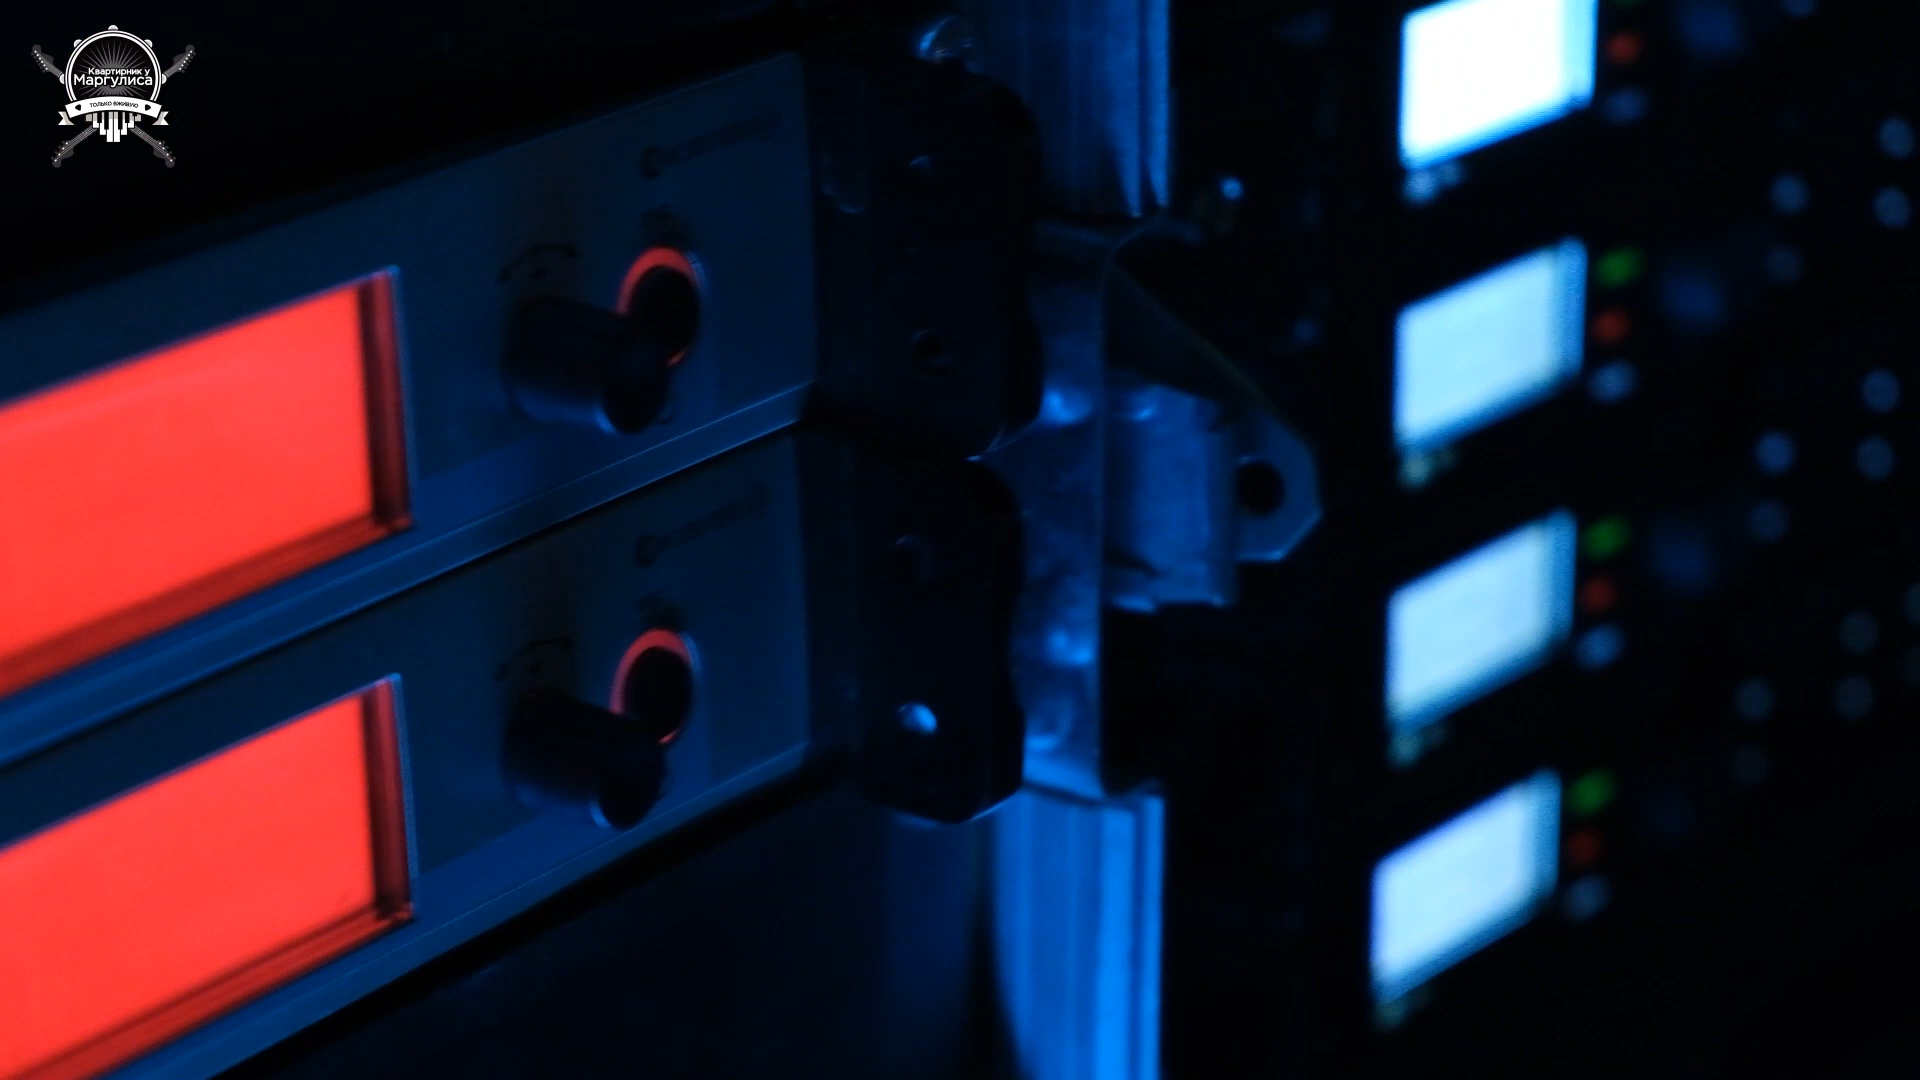 Квартирник у
Маргулиса
ТОЛЬКО ВЖИВУЮ